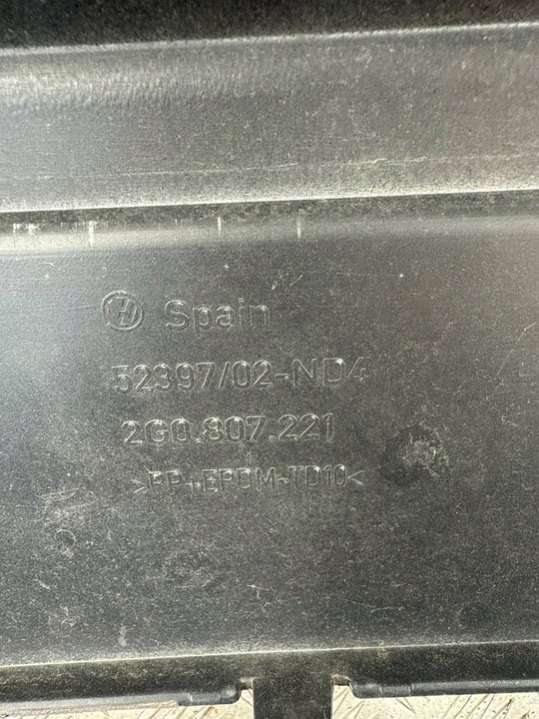 Spain
52397/02-ND4
2G0.807.221
>PP+EPDM-TD10<